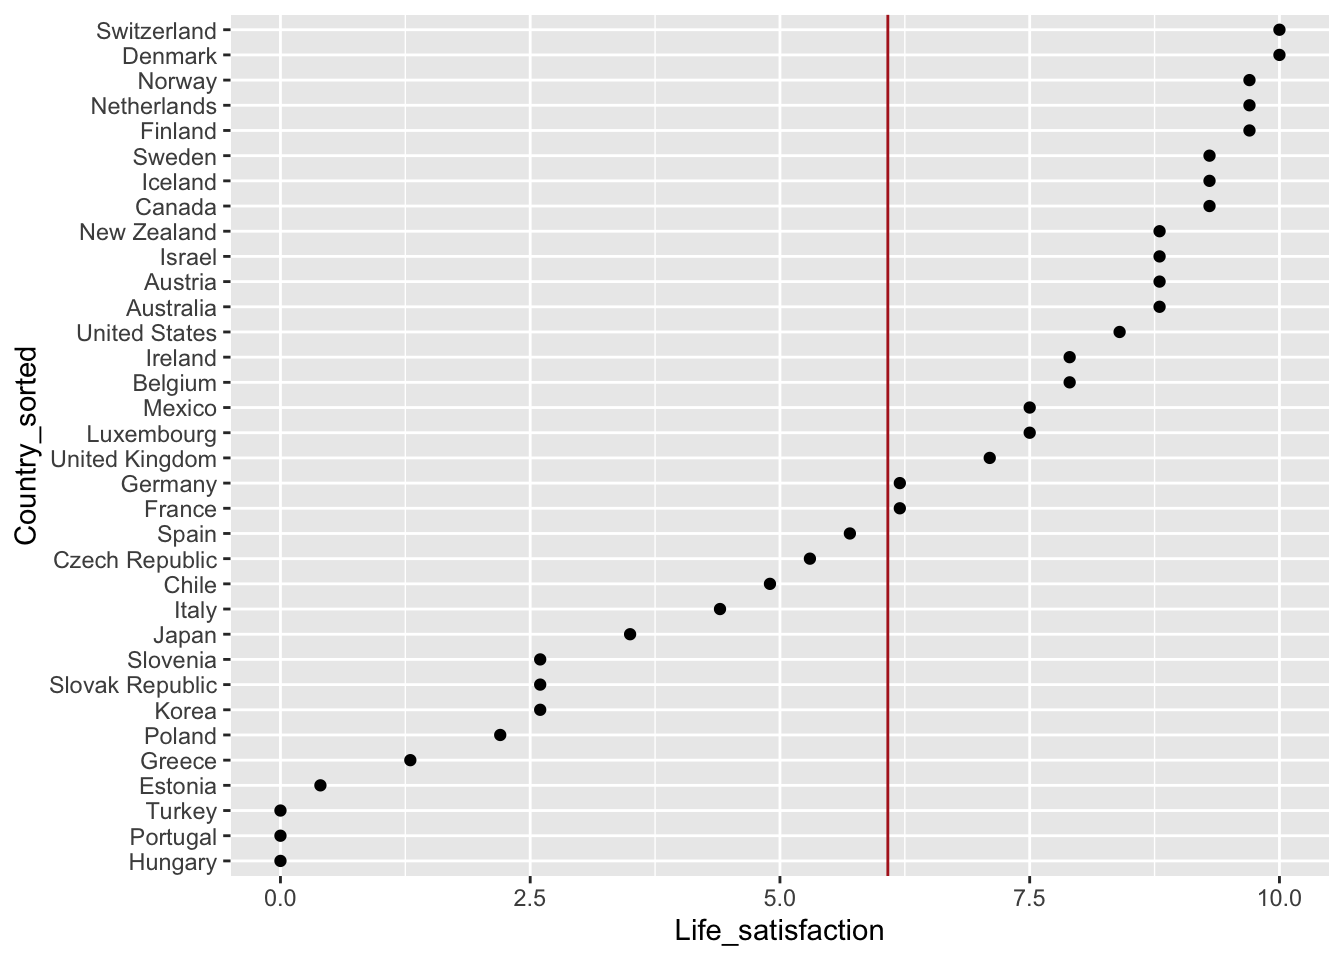 Switzerland
Denmark
Norway
Netherlands
Finland
Sweden
Iceland
Canada
New Zealand
Israel
Austria
Australia
United States
Ireland
Belgium
Mexico
Luxembourg
United Kingdom
Germany
France
Spain
Czech Republic
Chile
Italy
Japan
Slovenia
Slovak Republic
Korea
Poland
Greece
Estonia
Turkey
Portugal
Hungary
Country_sorted
0.0 2.5 5.0 7.5 10.0
Life_satisfaction